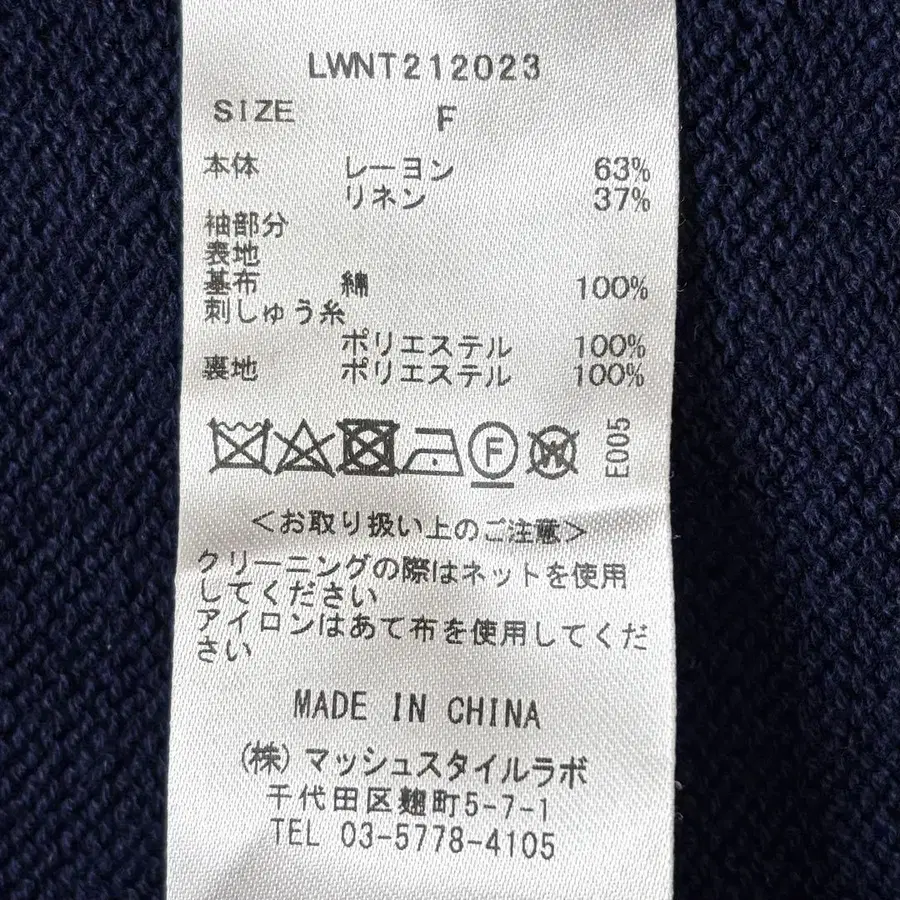 LWNT212023
SIZE F
本体 レーヨン 63%
リネン 37%
袖部分
表地
基布 綿 100%
刺しゅう糸
ポリエステル 100%
裏地 ポリエステル 100%
F W E005
<お取り扱い上のご注意>
クリーニングの際はネットを使用
してください
アイロンはあて布を使用してくだ
さい
MADE IN CHINA
(株) マッシュスタイルラボ
千代田区麹町5-7-1
TEL 03-5778-4105